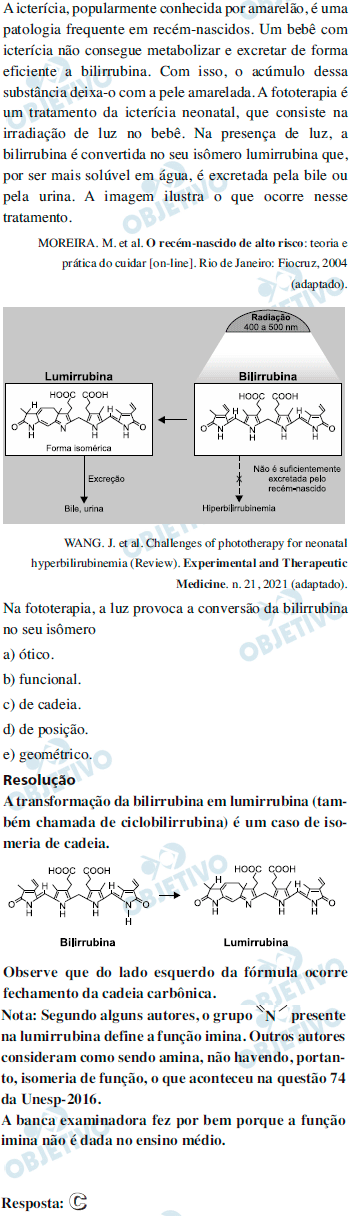 A icterícia, popularmente conhecida por amarelão, é uma
patologia frequente em recém-nascidos. Um bebê com
icterícia não consegue metabolizar e excretar de forma
eficiente a bilirrubina. Com isso, o acúmulo dessa
substância deixa-o com a pele amarelada. A fototerapia é
um tratamento da icterícia neonatal, que consiste na
irradiação de luz no bebê. Na presença de luz, a
bilirrubina é convertida no seu isômero lumirrubina que,
por ser mais solúvel em água, é excretada pela bile ou
pela urina. A imagem ilustra o que ocorre nesse
tratamento.
MOREIRA. M. et al. O recém-nascido de alto risco: teoria e
prática do cuidar [on-line]. Rio de Janeiro: Fiocruz, 2004
(adaptado).
Radiação
400 a 500 nm
Lumirrubina
Bilirrubina
HOOC COOH
HOOC COOH
Forma isomérica
Excreção
Não é suficientemente
excretada pelo
recém-nascido
Bile, urina
Hiperbilirrubinemia
WANG. J. et al. Challenges of phototherapy for neonatal
hyperbilirubinemia (Review). Experimental and Therapeutic
Medicine. n. 21, 2021 (adaptado).
Na fototerapia, a luz provoca a conversão da bilirrubina
no seu isômero
a) ótico.
b) funcional.
c) de cadeia.
d) de posição.
e) geométrico.
Resolução
A transformação da bilirrubina em lumirrubina (tam-
bém chamada de ciclobilirrubina) é um caso de iso-
meria de cadeia.
HOOC COOH
HOOC COOH
Bilirrubina
Lumirrubina
Observe que do lado esquerdo da fórmula ocorre
fechamento da cadeia carbônica.
Nota: Segundo alguns autores, o grupo N presente
na lumirrubina define a função imina. Outros autores
consideram como sendo amina, não havendo, portan-
to, isomeria de função, o que aconteceu na questão 74
da Unesp-2016.
A banca examinadora fez por bem porque a função
imina não é dada no ensino médio.
Resposta: C
OBJETIVO